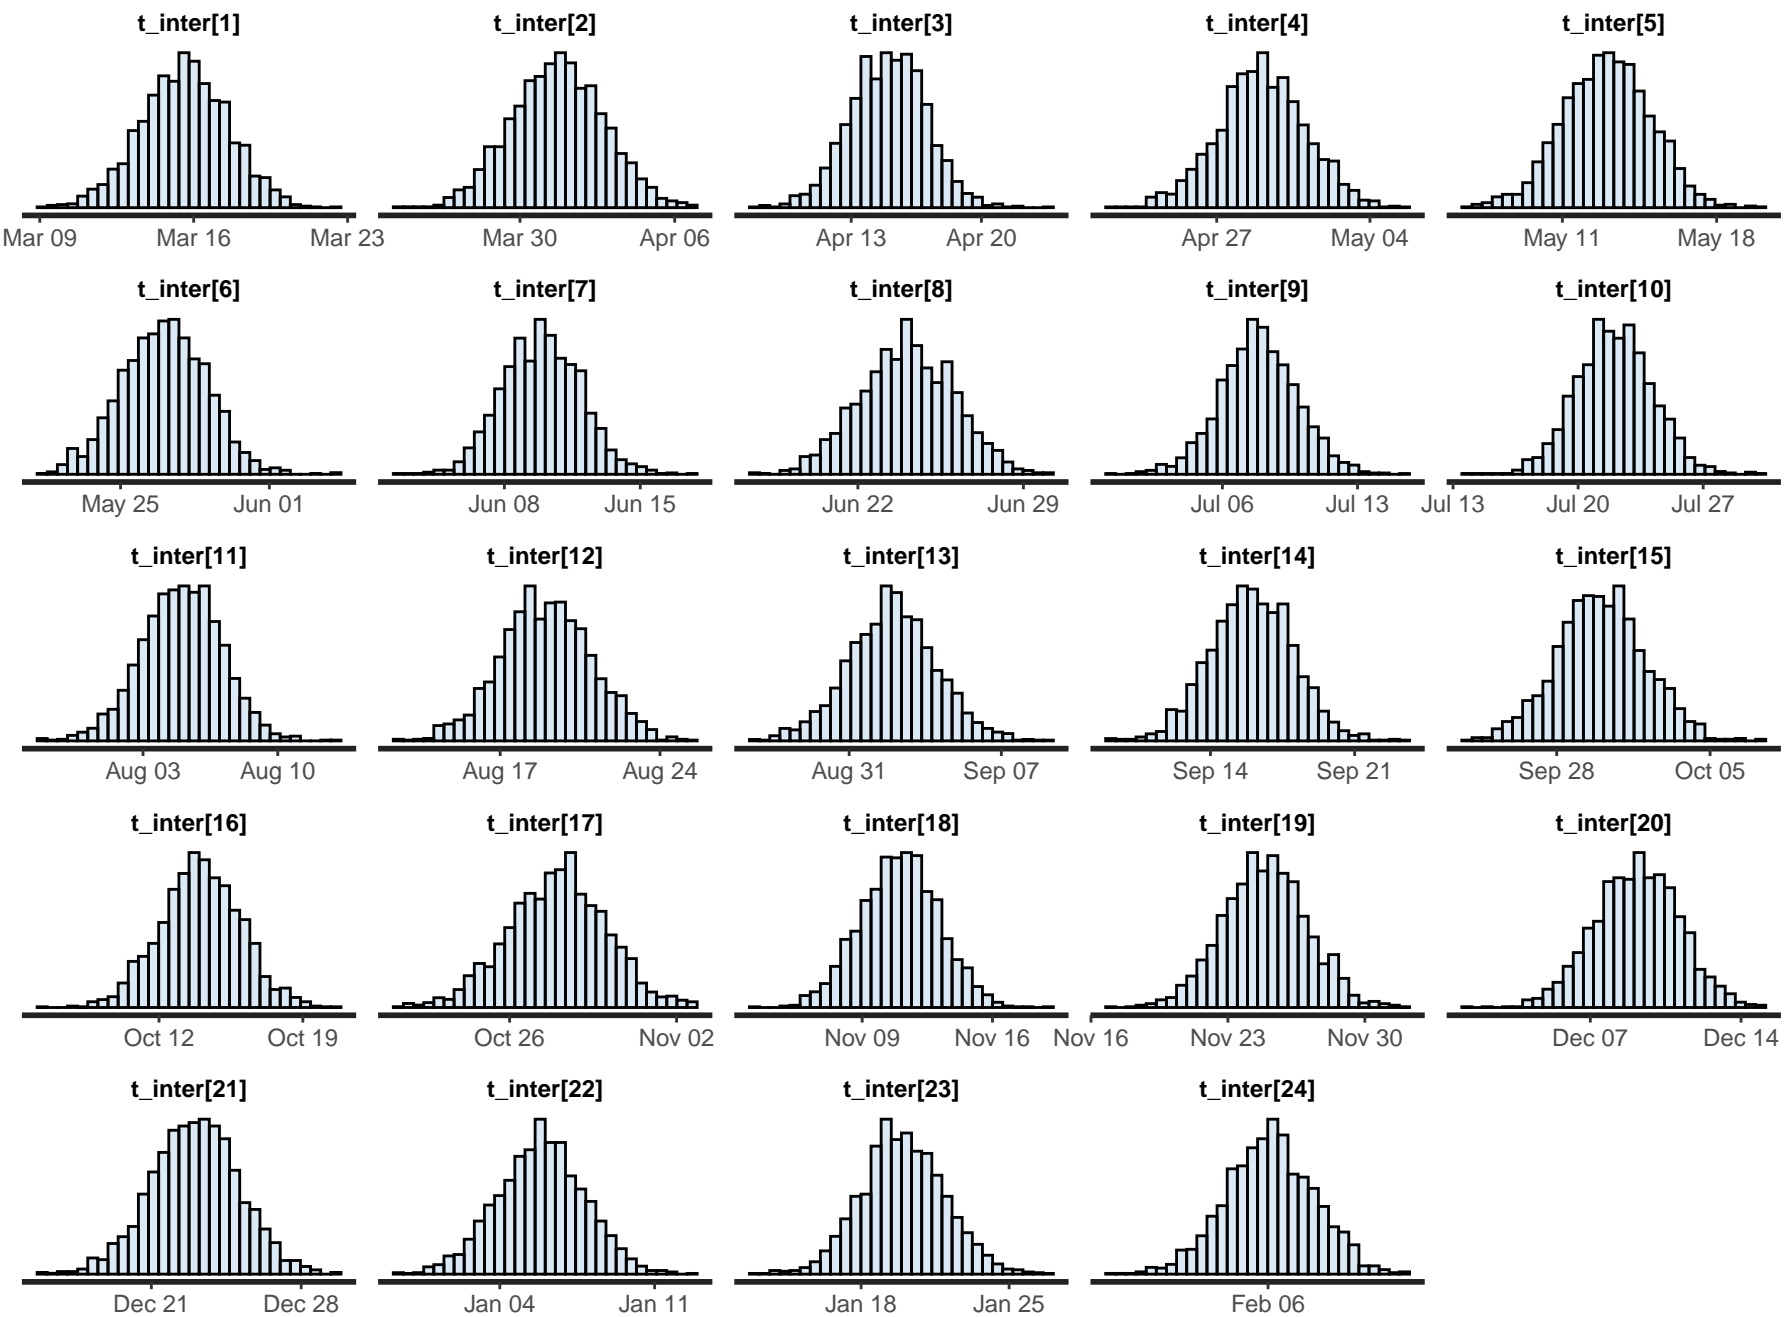 t_inter[1] t_inter[2] t_inter[3] t_inter[4] t_inter[5]
Mar 09 Mar 16 Mar 23 Mar 30 Apr 06 Apr 13 Apr 20 Apr 27 May 04 May 11 May 18
t_inter[6] t_inter[7] t_inter[8] t_inter[9] t_inter[10]
May 25 Jun 01 Jun 08 Jun 15 Jun 22 Jun 29 Jul 06 Jul 13 Jul 13 Jul 20 Jul 27
t_inter[11] t_inter[12] t_inter[13] t_inter[14] t_inter[15]
Aug 03 Aug 10 Aug 17 Aug 24 Aug 31 Sep 07 Sep 14 Sep 21 Sep 28 Oct 05
t_inter[16] t_inter[17] t_inter[18] t_inter[19] t_inter[20]
Oct 12 Oct 19 Oct 26 Nov 02 Nov 09 Nov 16 Nov 16 Nov 23 Nov 30 Dec 07 Dec 14
t_inter[21] t_inter[22] t_inter[23] t_inter[24]
Dec 21 Dec 28 Jan 04 Jan 11 Jan 18 Jan 25 Feb 06